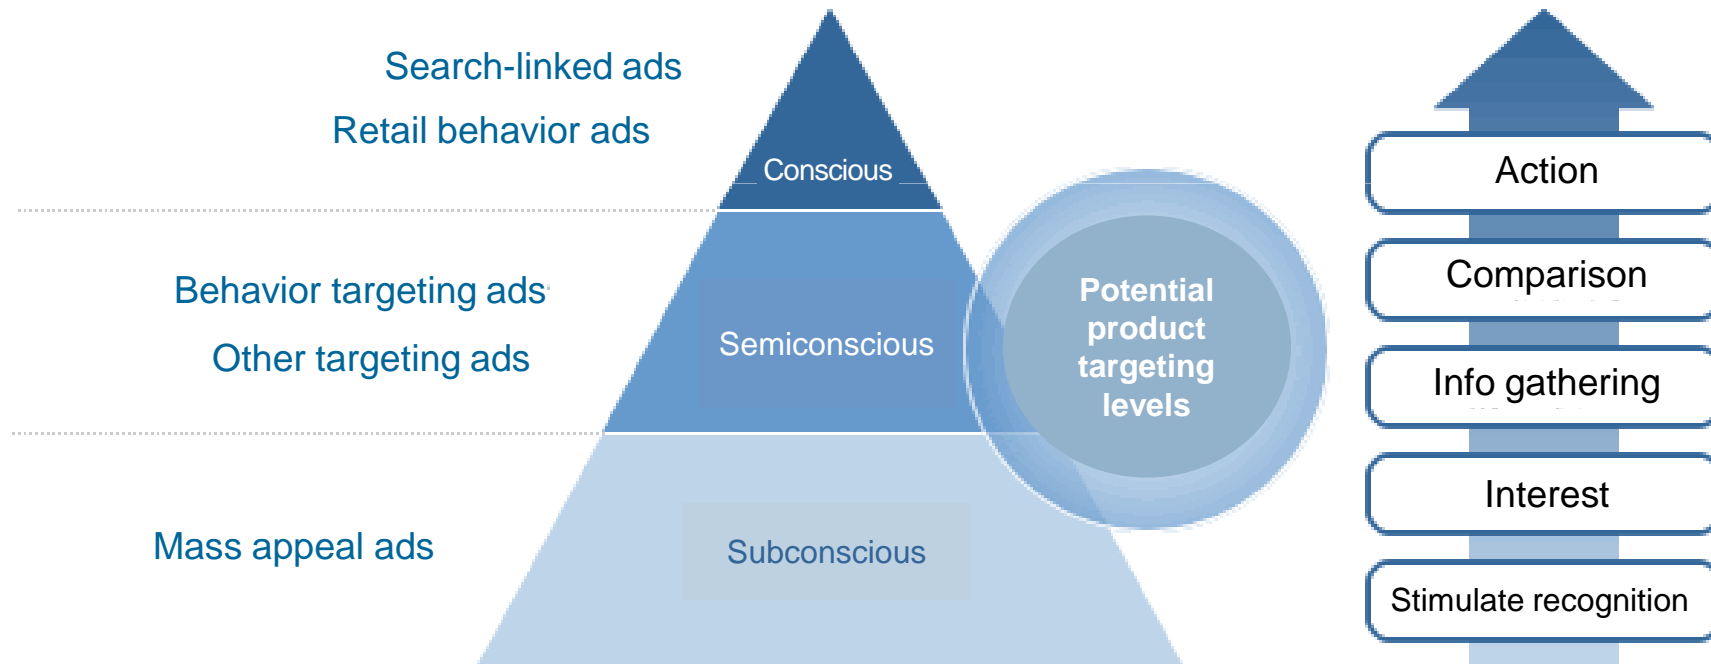 Search-linked ads
Retail behavior ads
Conscious
Behavior targeting ads
Other targeting ads
Semiconscious
Mass appeal ads
Subconscious
Potential
product
targeting
levels
Action
Comparison
Info gathering
Interest
Stimulate recognition